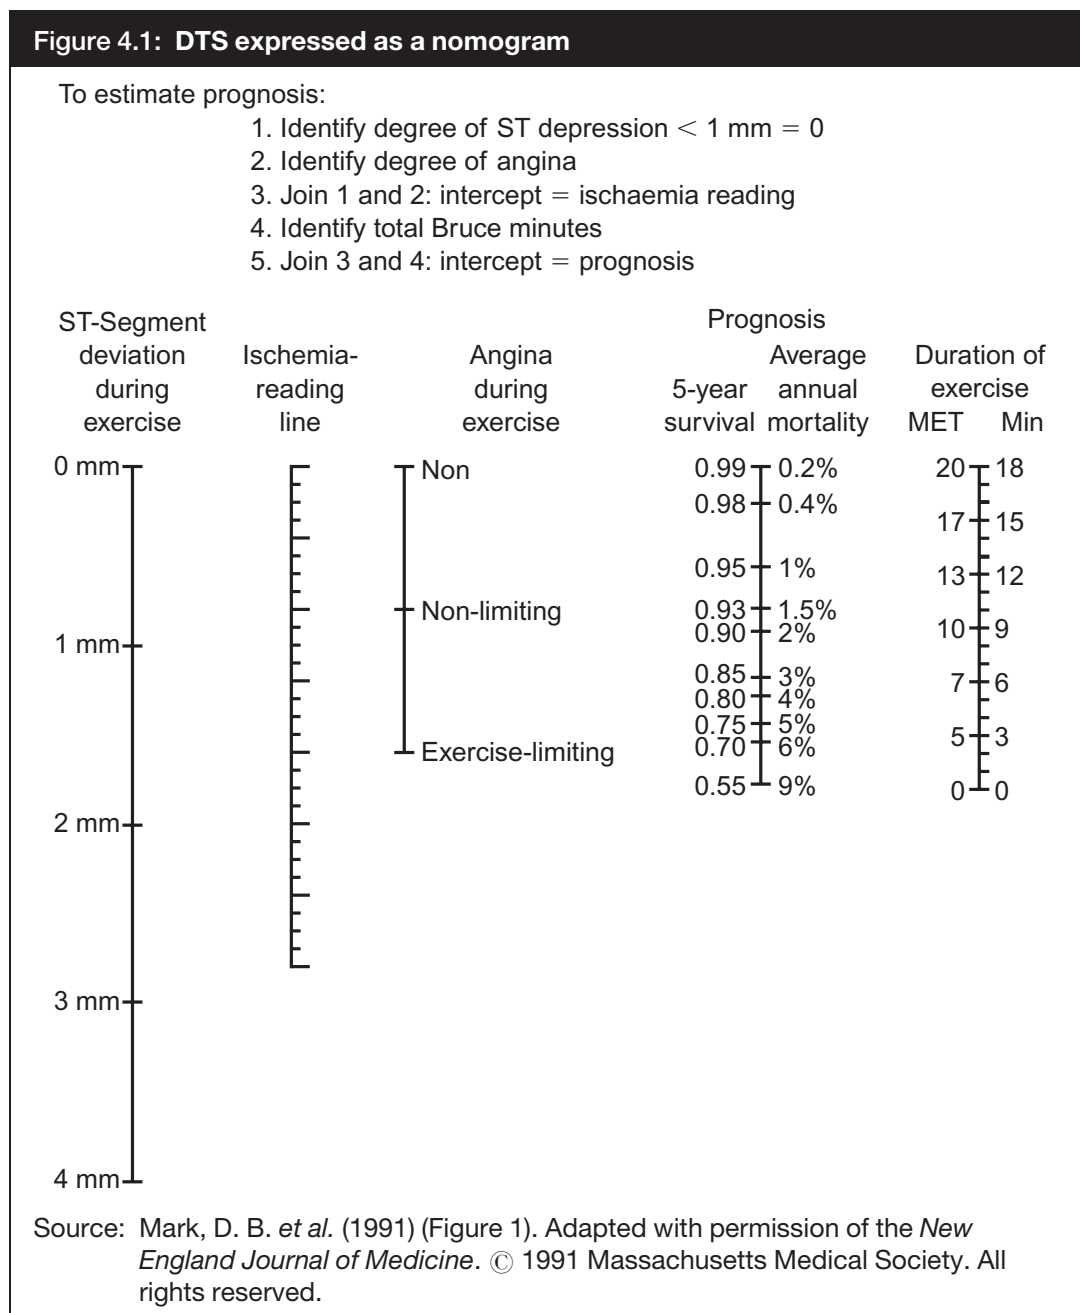 Figure 4.1: DTS expressed as a nomogram
To estimate prognosis:
1. Identify degree of ST depression < 1 mm = 0
2. Identify degree of angina
3. Join 1 and 2: intercept = ischaemia reading
4. Identify total Bruce minutes
5. Join 3 and 4: intercept = prognosis
ST-Segment
deviation
during
exercise
0 mm
1 mm
2 mm
3 mm
4 mm
Ischemia-
reading
line
Angina
during
exercise
Non
Non-limiting
Exercise-limiting
Prognosis
5-year
survival
Average
annual
mortality
0.99 0.2%
0.98 0.4%
0.95 1%
0.93 1.5%
0.90 2%
0.85 3%
0.80 4%
0.75 5%
0.70 6%
0.55 9%
Duration of
exercise
MET Min
20 18
17 15
13 12
10 9
7 6
5 3
0 0
Source: Mark, D. B. et al. (1991) (Figure 1). Adapted with permission of the New
England Journal of Medicine. © 1991 Massachusetts Medical Society. All
rights reserved.